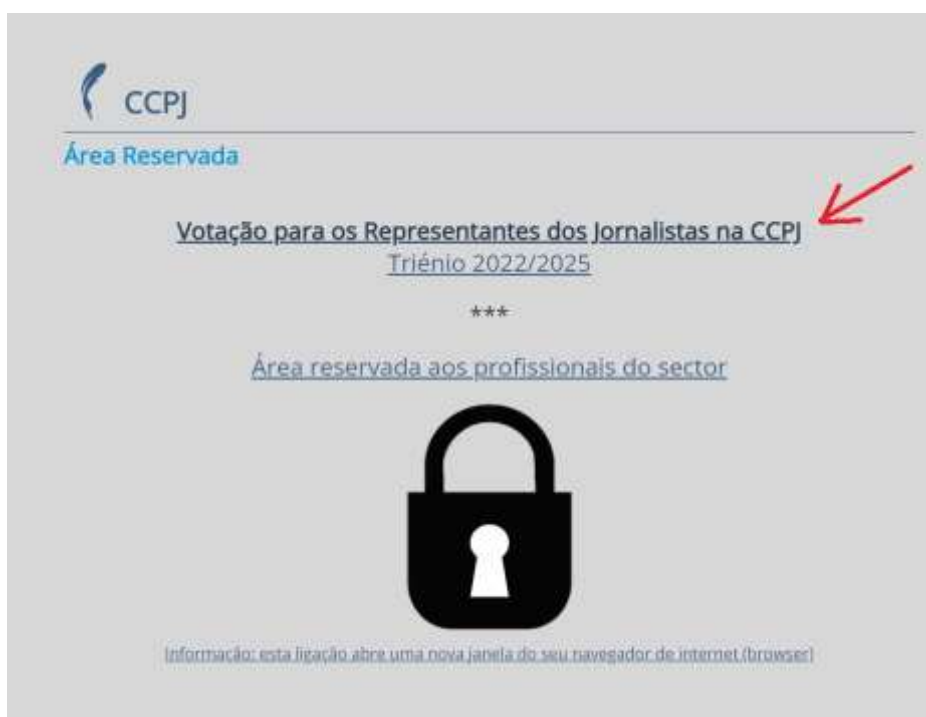 CCPJ
Área Reservada
Votação para os Representantes dos Jornalistas na CCPJ
Triénio 2022/2025
***
Área reservada aos profissionais do sector
Informação: esta ligação abre uma nova janela do seu navegador de internet (browser)